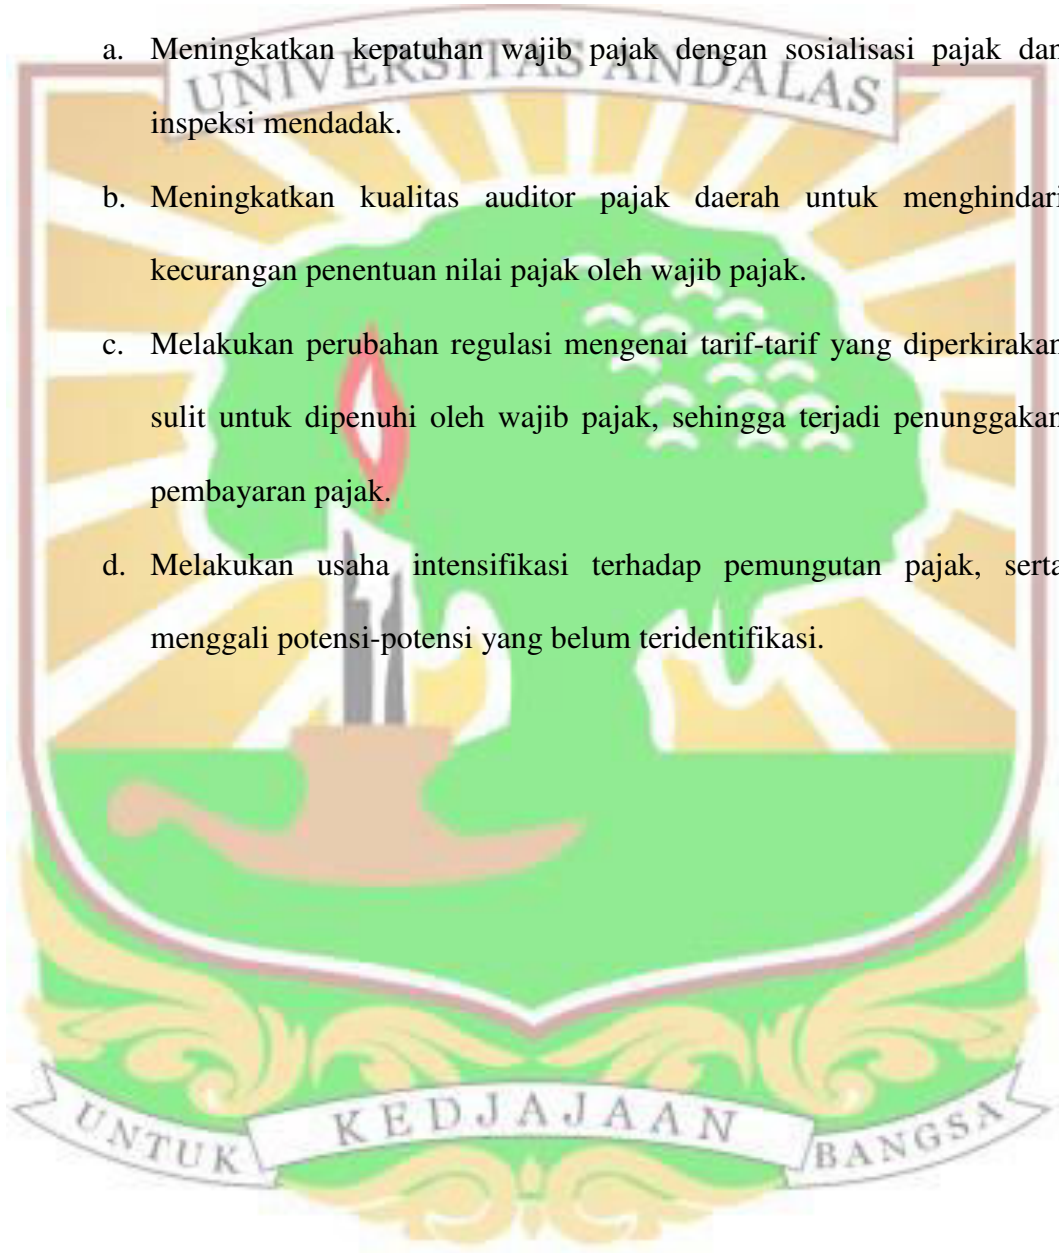 a. Meningkatkan kepatuhan wajib pajak dengan sosialisasi pajak dan
UNIVERSITAS ANDALAS
inspeksi mendadak.
b. Meningkatkan kualitas auditor pajak daerah untuk menghindari
kecurangan penentuan nilai pajak oleh wajib pajak.
c. Melakukan perubahan regulasi mengenai tarif-tarif yang diperkirakan
sulit untuk dipenuhi oleh wajib pajak, sehingga terjadi penunggakan
pembayaran pajak.
d. Melakukan usaha intensifikasi terhadap pemungutan pajak, serta
menggali potensi-potensi yang belum teridentifikasi.
UNTUK KEDJAJAAN BANGSA